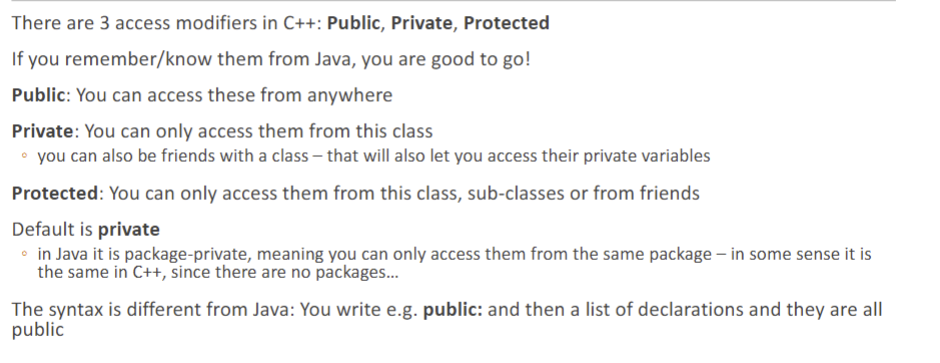 There are 3 access modifiers in C++: Public, Private, Protected
If you remember/know them from Java, you are good to go!
Public: You can access these from anywhere
Private: You can only access them from this class
◦ you can also be friends with a class – that will also let you access their private variables
Protected: You can only access them from this class, sub-classes or from friends
Default is private
◦ in Java it is package-private, meaning you can only access them from the same package – in some sense it is
the same in C++, since there are no packages…
The syntax is different from Java: You write e.g. public: and then a list of declarations and they are all
public